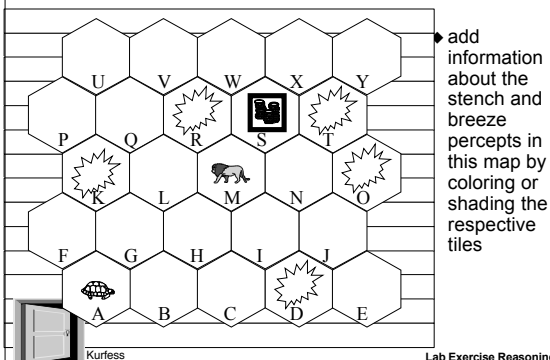 U V W X Y
P Q R S T
K L M N O
F G H I J
A B C D E
◆ add
information
about the
stench and
breeze
percepts in
this map by
coloring or
shading the
respective
tiles
Kurfess
Lab Exercise Reasoning